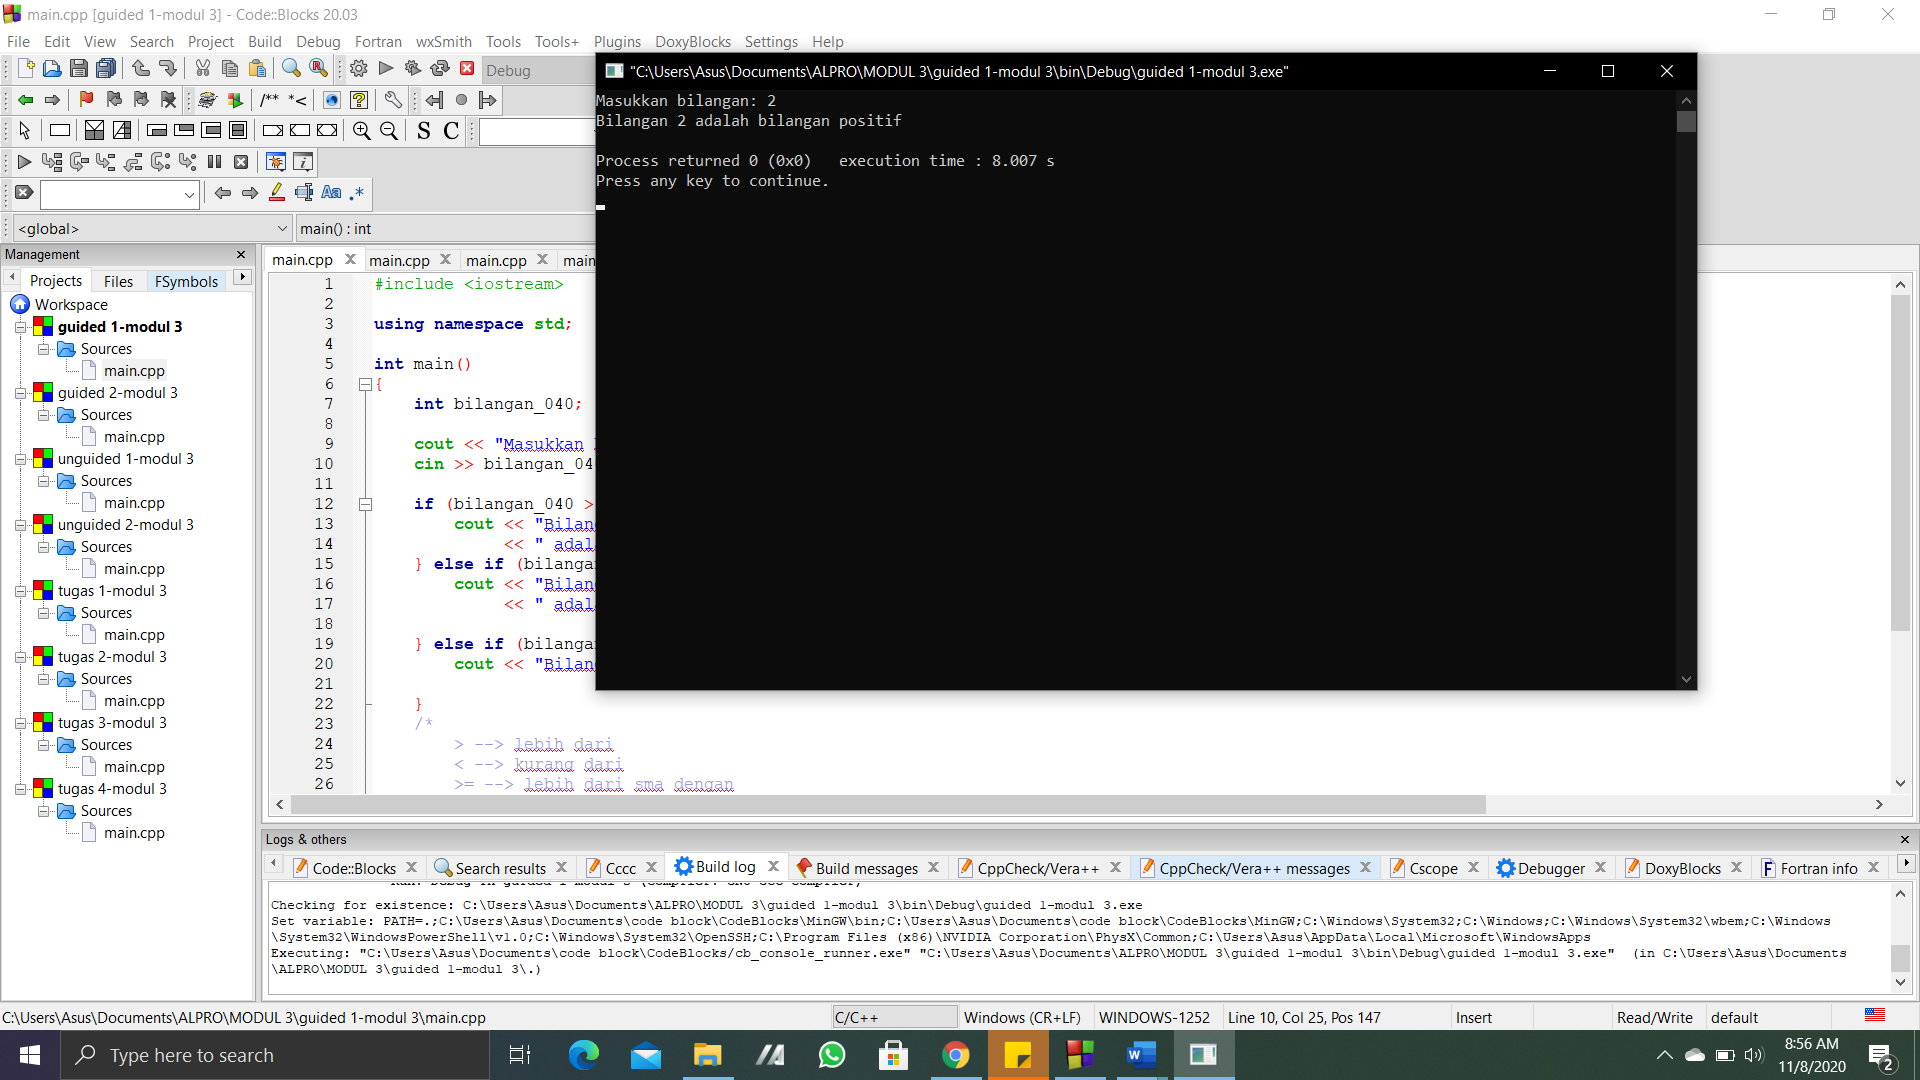 main.cpp [guided 1-modul 3] - Code::Blocks 20.03
File Edit View Search Project Build Debug Fortran wxSmith Tools Tools+ Plugins DoxyBlocks Settings Help
Debug
"C:\Users\Asus\Documents\ALPRO\MODUL 3\guided 1-modul 3\bin\Debug\guided 1-modul 3.exe"
Masukkan bilangan: 2
Bilangan 2 adalah bilangan positif
Process returned 0 (0x0)   execution time : 8.007 s
Press any key to continue.
/** *<
S C
Aa .*
<global>
main() : int
Management
Projects Files FSymbols
Workspace
guided 1-modul 3
Sources
main.cpp
guided 2-modul 3
Sources
main.cpp
unguided 1-modul 3
Sources
main.cpp
unguided 2-modul 3
Sources
main.cpp
tugas 1-modul 3
Sources
main.cpp
tugas 2-modul 3
Sources
main.cpp
tugas 3-modul 3
Sources
main.cpp
tugas 4-modul 3
Sources
main.cpp
main.cpp main.cpp main.cpp main
1 #include <iostream>
2
3 using namespace std;
4
5 int main()
6 {
7 int bilangan_040;
8
9 cout << "Masukkan
10 cin >> bilangan_04
11
12 if (bilangan_040 >
13 cout << "Bilan
14 << " adal
15 } else if (bilanga
16 cout << "Bilan
17 << " adal
18
19 } else if (bilanga
20 cout << "Bilan
21
22 }
23 /*
24 > --> lebih dari
25 < --> kurang dari
26 >= --> lebih dari sma dengan
Logs & others
Code::Blocks Search results Cccc Build log Build messages CppCheck/Vera++ CppCheck/Vera++ messages Cscope Debugger DoxyBlocks Fortran info
Checking for existence: C:\Users\Asus\Documents\ALPRO\MODUL 3\guided 1-modul 3\bin\Debug\guided 1-modul 3.exe
Set variable: PATH=.;C:\Users\Asus\Documents\code block\CodeBlocks\MinGW\bin;C:\Users\Asus\Documents\code block\CodeBlocks\MinGW;C:\Windows\System32;C:\Windows;C:\Windows\System32\wbem;C:\Windows
\System32\WindowsPowerShell\v1.0;C:\Windows\System32\OpenSSH;C:\Program Files (x86)\NVIDIA Corporation\PhysX\Common;C:\Users\Asus\AppData\Local\Microsoft\WindowsApps
Executing: "C:\Users\Asus\Documents\code block\CodeBlocks/cb_console_runner.exe" "C:\Users\Asus\Documents\ALPRO\MODUL 3\guided 1-modul 3\bin\Debug\guided 1-modul 3.exe"  (in C:\Users\Asus\Documents
\ALPRO\MODUL 3\guided 1-modul 3\.)
C:\Users\Asus\Documents\ALPRO\MODUL 3\guided 1-modul 3\main.cpp C/C++ Windows (CR+LF) WINDOWS-1252 Line 10, Col 25, Pos 147 Insert Read/Write default
Type here to search
8:56 AM
11/8/2020
2